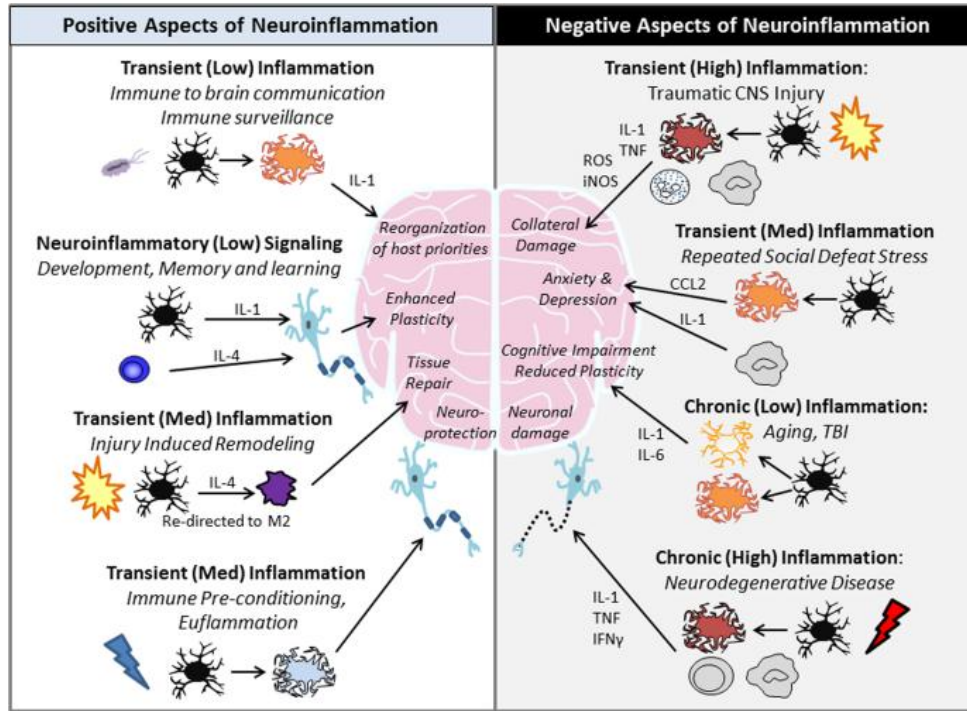 Positive Aspects of Neuroinflammation
Transient (Low) Inflammation
Immune to brain communication
Immune surveillance
IL-1
Reorganization
of host priorities
Neuroinflammatory (Low) Signaling
Development, Memory and learning
IL-1
IL-4
Enhanced
Plasticity
Tissue
Repair
Transient (Med) Inflammation
Injury Induced Remodeling
IL-4
Re-directed to M2
Neuro-
protection
Transient (Med) Inflammation
Immune Pre-conditioning,
Euflammation
Negative Aspects of Neuroinflammation
Transient (High) Inflammation:
Traumatic CNS Injury
IL-1
TNF
ROS
iNOS
Collateral
Damage
Transient (Med) Inflammation
Repeated Social Defeat Stress
CCL2
IL-1
Anxiety &
Depression
Cognitive Impairment
Reduced Plasticity
Chronic (Low) Inflammation:
Aging, TBI
IL-1
IL-6
Neuronal
damage
Chronic (High) Inflammation:
Neurodegenerative Disease
IL-1
TNF
IFNγ